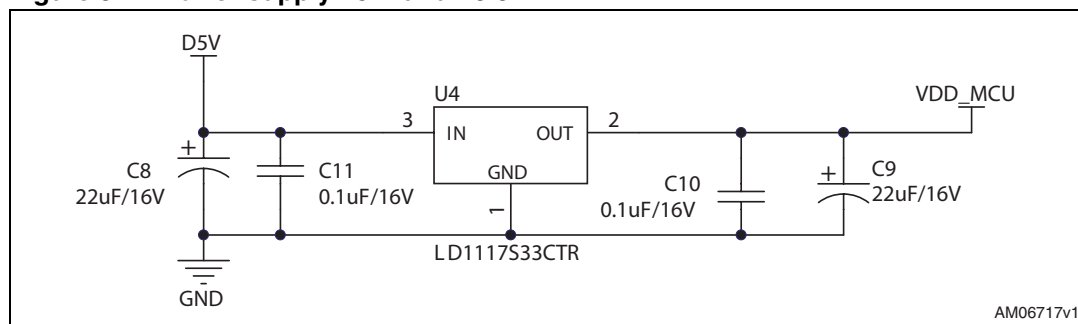 D5V
U4
VDD_MCU
3
IN
OUT
2
+
C8
22uF/16V
C11
0.1uF/16V
GND
1
C10
0.1uF/16V
+
C9
22uF/16V
LD1117S33CTR
GND
AM06717v1